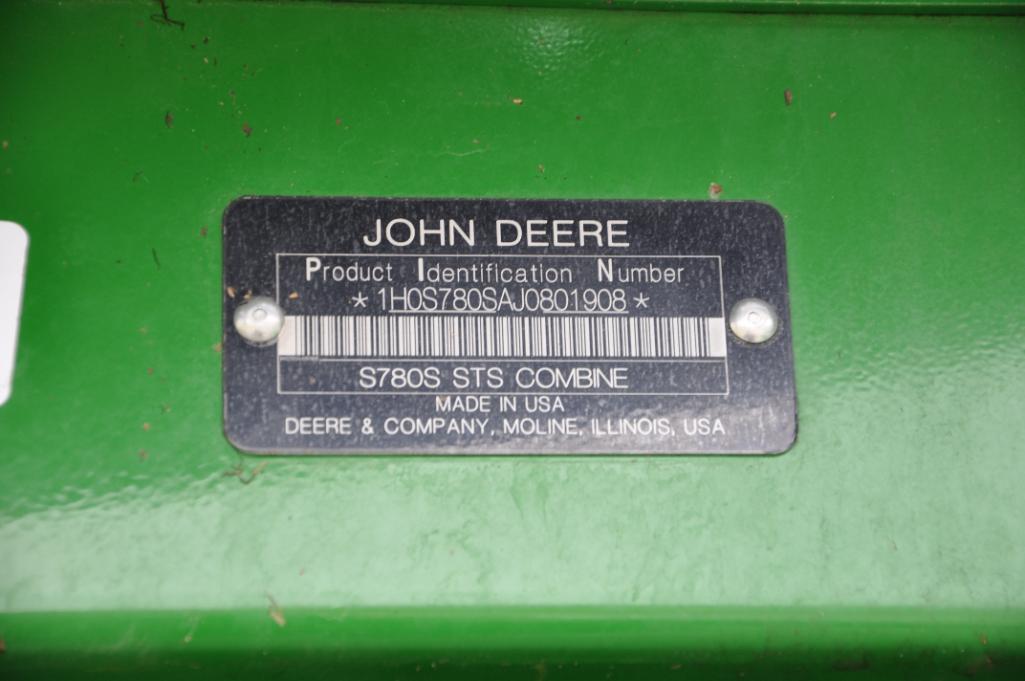 JOHN DEERE
Product Identification Number
*1H0S780SAJ0801908*
S780S STS COMBINE
MADE IN USA
DEERE & COMPANY, MOLINE, ILLINOIS, USA